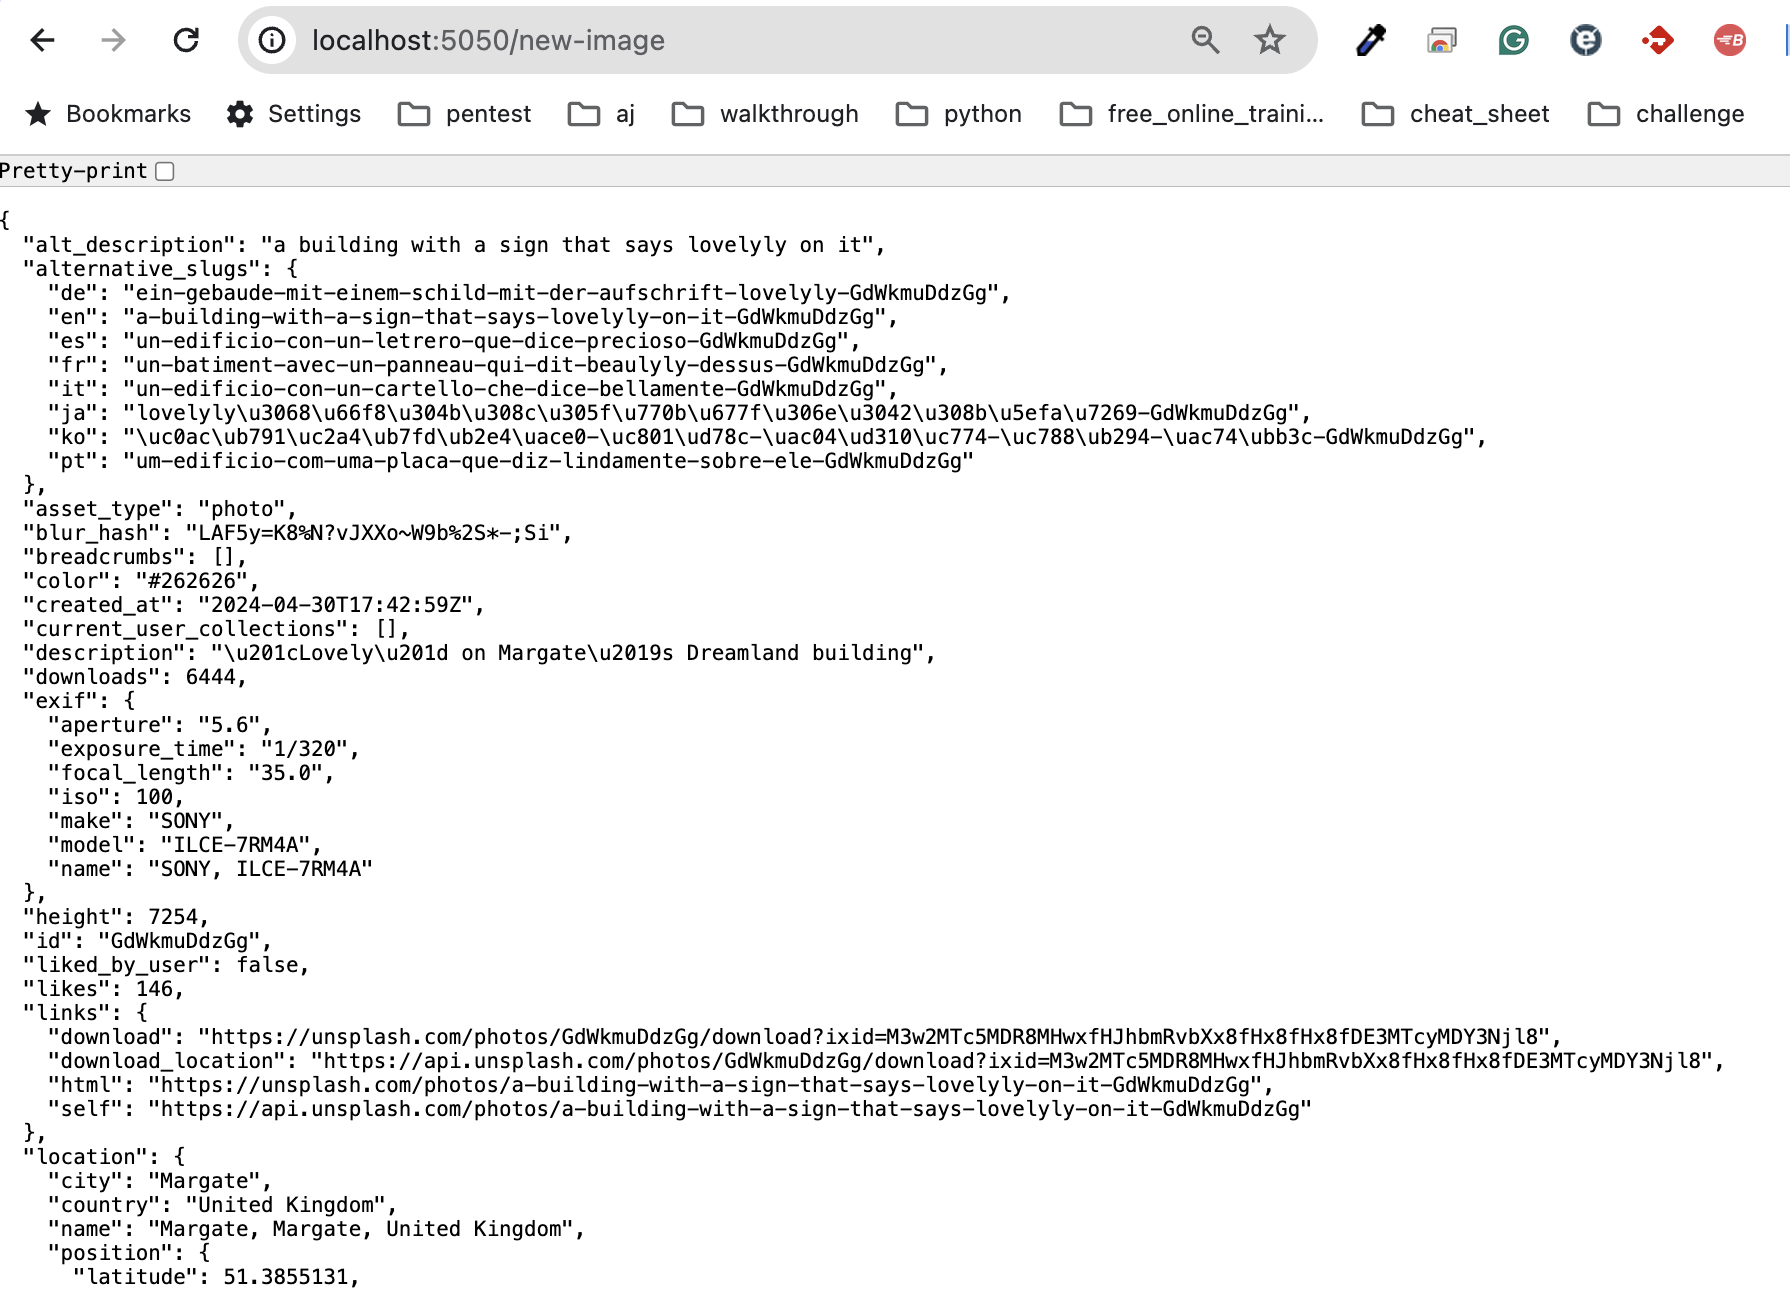 localhost:5050/new-image
Bookmarks Settings pentest aj walkthrough python free_online_traini... cheat_sheet challenge
Pretty-print
{
  "alt_description": "a building with a sign that says lovelyly on it",
  "alternative_slugs": {
    "de": "ein-gebaude-mit-einem-schild-mit-der-aufschrift-lovelyly-GdWkmuDdzGg",
    "en": "a-building-with-a-sign-that-says-lovelyly-on-it-GdWkmuDdzGg",
    "es": "un-edificio-con-un-letrero-que-dice-precioso-GdWkmuDdzGg",
    "fr": "un-batiment-avec-un-panneau-qui-dit-beaulyly-dessus-GdWkmuDdzGg",
    "it": "un-edificio-con-un-cartello-che-dice-bellamente-GdWkmuDdzGg",
    "ja": "lovelyly\u3068\u66f8\u304b\u308c\u305f\u770b\u677f\u306e\u3042\u308b\u5efa\u7269-GdWkmuDdzGg",
    "ko": "\uc0ac\ub791\uc2a4\ub7fd\ub2e4\uace0-\uc801\ud78c-\uac04\ud310\uc774-\uc788\ub294-\uac74\ubb3c-GdWkmuDdzGg",
    "pt": "um-edificio-com-uma-placa-que-diz-lindamente-sobre-ele-GdWkmuDdzGg"
  },
  "asset_type": "photo",
  "blur_hash": "LAF5y=K8%N?vJXXo~W9b%2S*-;Si",
  "breadcrumbs": [],
  "color": "#262626",
  "created_at": "2024-04-30T17:42:59Z",
  "current_user_collections": [],
  "description": "\u201cLovely\u201d on Margate\u2019s Dreamland building",
  "downloads": 6444,
  "exif": {
    "aperture": "5.6",
    "exposure_time": "1/320",
    "focal_length": "35.0",
    "iso": 100,
    "make": "SONY",
    "model": "ILCE-7RM4A",
    "name": "SONY, ILCE-7RM4A"
  },
  "height": 7254,
  "id": "GdWkmuDdzGg",
  "liked_by_user": false,
  "likes": 146,
  "links": {
    "download": "https://unsplash.com/photos/GdWkmuDdzGg/download?ixid=M3w2MTc5MDR8MHwxfHJhbmRvbXx8fHx8fHx8fDE3MTcyMDY3Njl8",
    "download_location": "https://api.unsplash.com/photos/GdWkmuDdzGg/download?ixid=M3w2MTc5MDR8MHwxfHJhbmRvbXx8fHx8fHx8fDE3MTcyMDY3Njl8",
    "html": "https://unsplash.com/photos/a-building-with-a-sign-that-says-lovelyly-on-it-GdWkmuDdzGg",
    "self": "https://api.unsplash.com/photos/a-building-with-a-sign-that-says-lovelyly-on-it-GdWkmuDdzGg"
  },
  "location": {
    "city": "Margate",
    "country": "United Kingdom",
    "name": "Margate, Margate, United Kingdom",
    "position": {
      "latitude": 51.3855131,